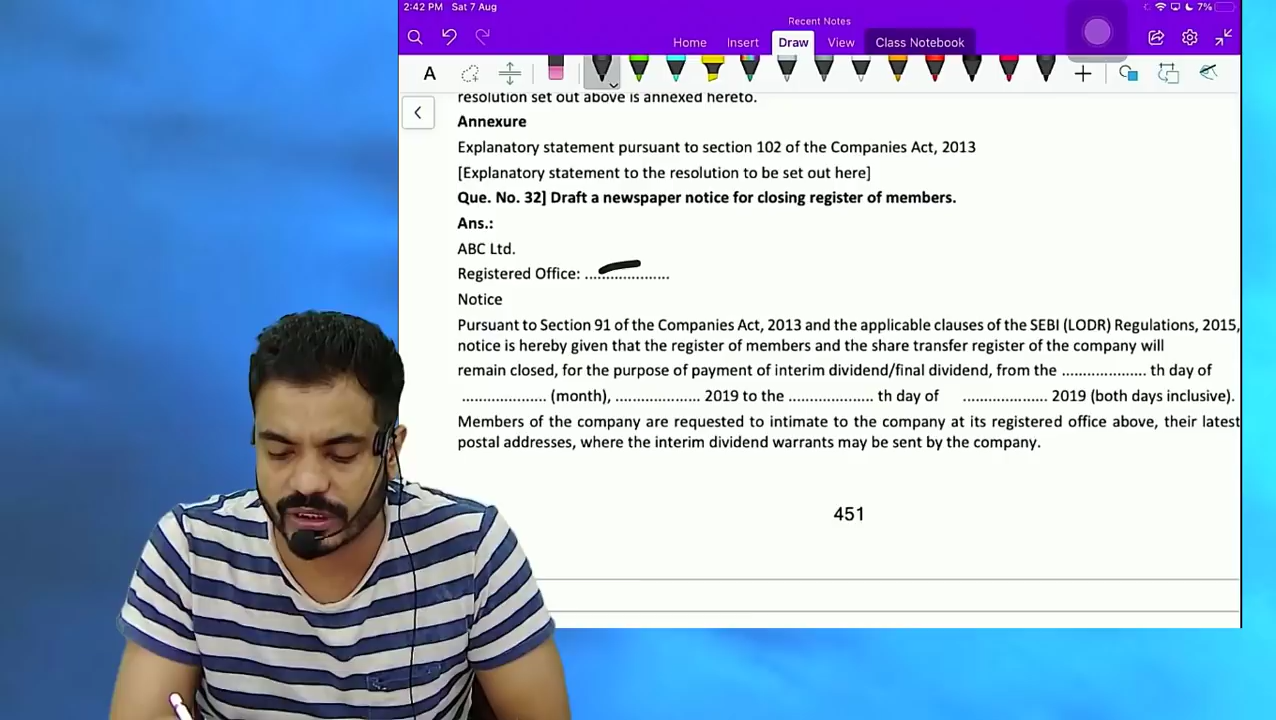 2:42 PM Sat 7 Aug
7%
Recent Notes
Home Insert Draw View Class Notebook
A
resolution set out above is annexed hereto.
Annexure
Explanatory statement pursuant to section 102 of the Companies Act, 2013
[Explanatory statement to the resolution to be set out here]
Que. No. 32] Draft a newspaper notice for closing register of members.
Ans.:
ABC Ltd.
Registered Office: ....................
Notice
Pursuant to Section 91 of the Companies Act, 2013 and the applicable clauses of the SEBI (LODR) Regulations, 2015,
notice is hereby given that the register of members and the share transfer register of the company will
remain closed, for the purpose of payment of interim dividend/final dividend, from the .................... th day of
.................... (month), .................... 2019 to the .................... th day of .................... 2019 (both days inclusive).
Members of the company are requested to intimate to the company at its registered office above, their latest
postal addresses, where the interim dividend warrants may be sent by the company.
451